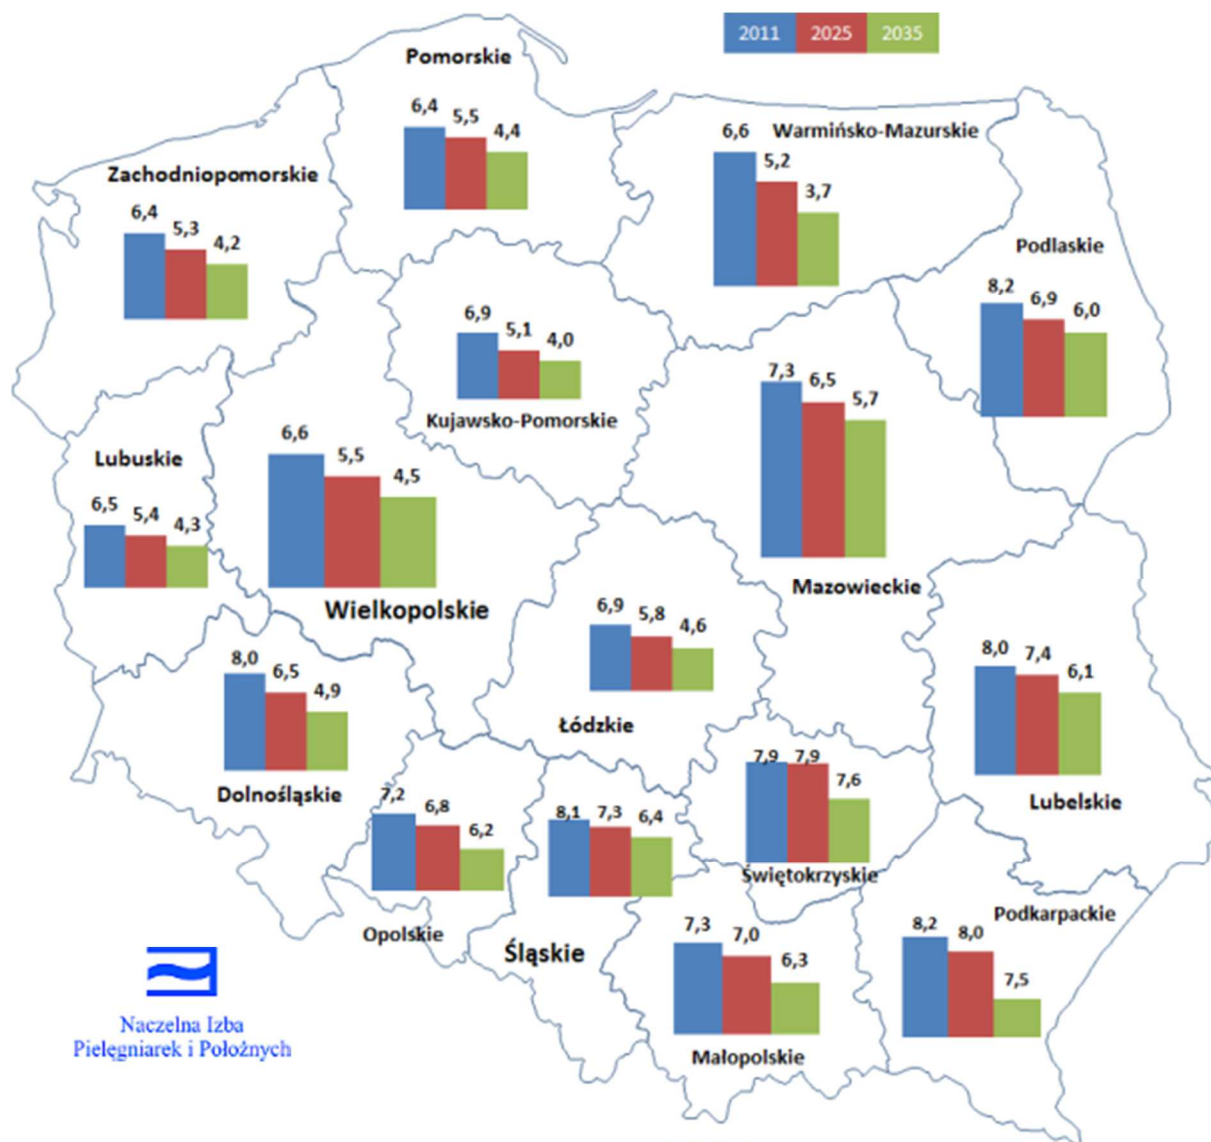 2011 2025 2035
Pomorskie
6,4 5,5 4,4
Warmińsko-Mazurskie
6,6 5,2 3,7
Zachodniopomorskie
6,4 5,3 4,2
Podlaskie
8,2 6,9 6,0
6,9 5,1 4,0
Kujawsko-Pomorskie
7,3 6,5 5,7
Mazowieckie
Lubuskie
6,5 5,4 4,3
6,6 5,5 4,5
Wielkopolskie
6,9 5,8 4,6
Łódzkie
8,0 6,5 4,9
Dolnośląskie
8,0 7,4 6,1
Lubelskie
7,2 6,8 6,2
Opolskie
8,1 7,3 6,4
Śląskie
7,9 7,9 7,6
Świętokrzyskie
Podkarpackie
8,2 8,0 7,5
7,3 7,0 6,3
Małopolskie
Naczelna Izba
Pielęgniarek i Położnych